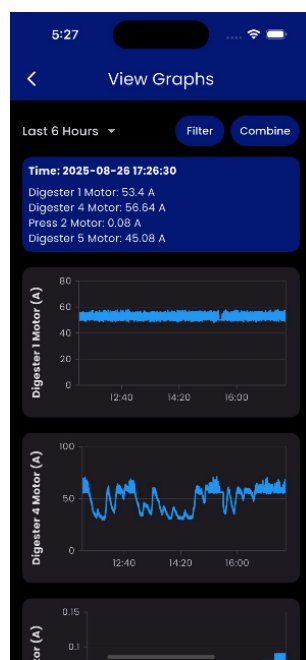 5:27
View Graphs
Last 6 Hours
Filter
Combine
Time: 2025-08-26 17:26:30
Digester 1 Motor: 53.4 A
Digester 4 Motor: 56.64 A
Press 2 Motor: 0.08 A
Digester 5 Motor: 45.08 A
Digester 1 Motor (A)
80
60
40
20
0
12:40 14:20 16:00
Digester 4 Motor (A)
100
50
0
12:40 14:20 16:00
or (A)
0.15
0.1